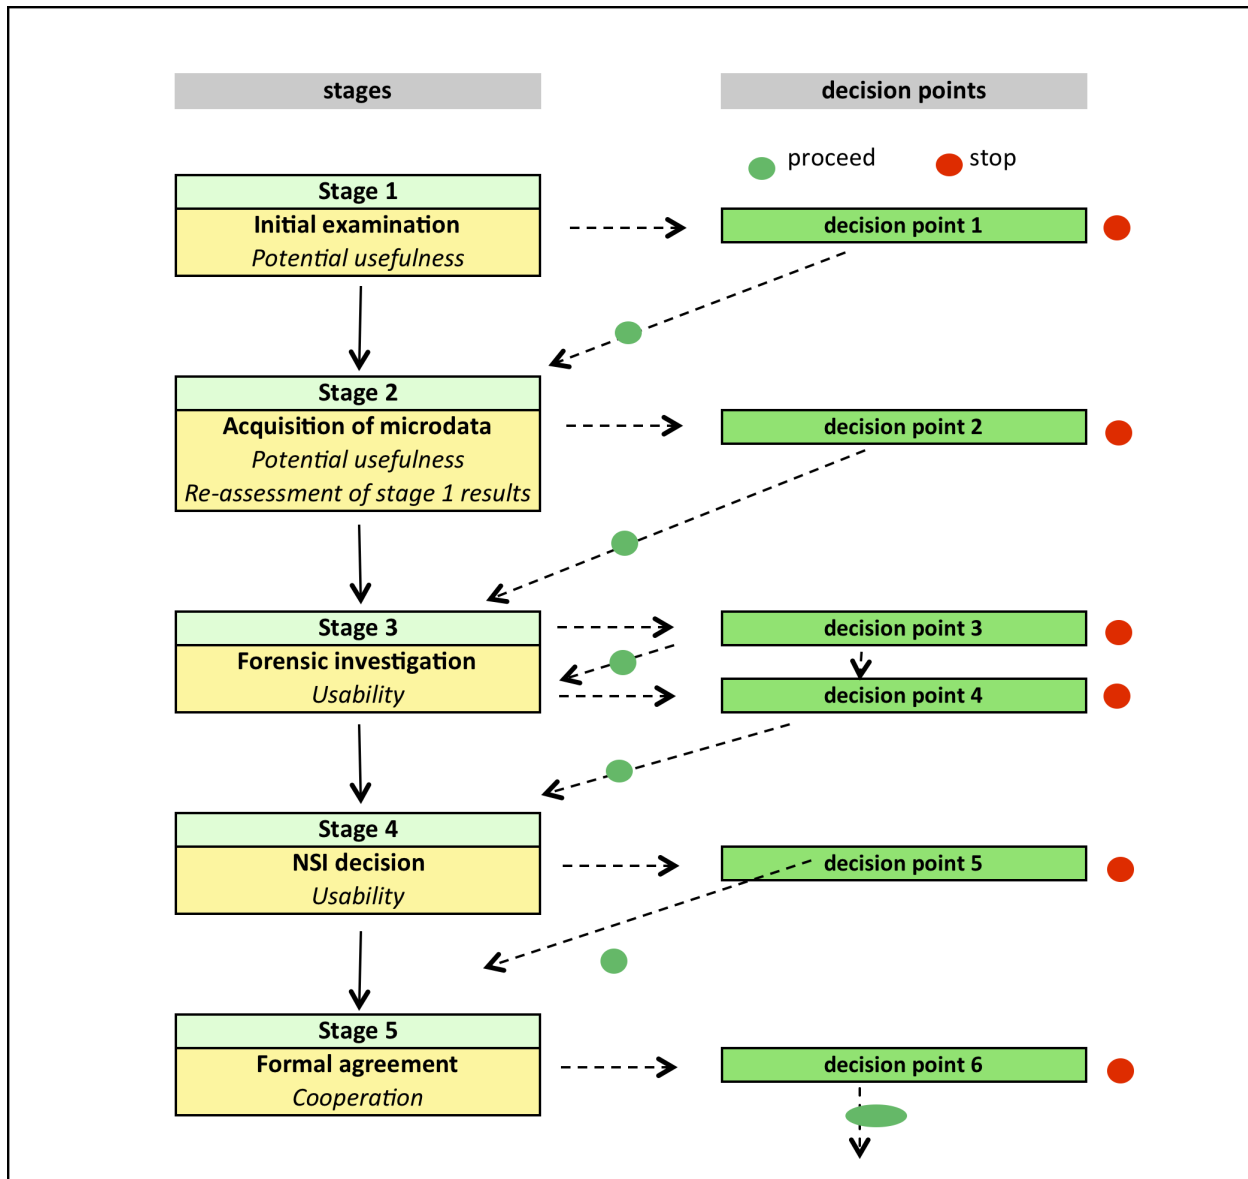 stages
decision points
proceed
stop
Stage 1
Initial examination
Potential usefulness
decision point 1
Stage 2
Acquisition of microdata
Potential usefulness
Re-assessment of stage 1 results
decision point 2
Stage 3
Forensic investigation
Usability
decision point 3
decision point 4
Stage 4
NSI decision
Usability
decision point 5
Stage 5
Formal agreement
Cooperation
decision point 6